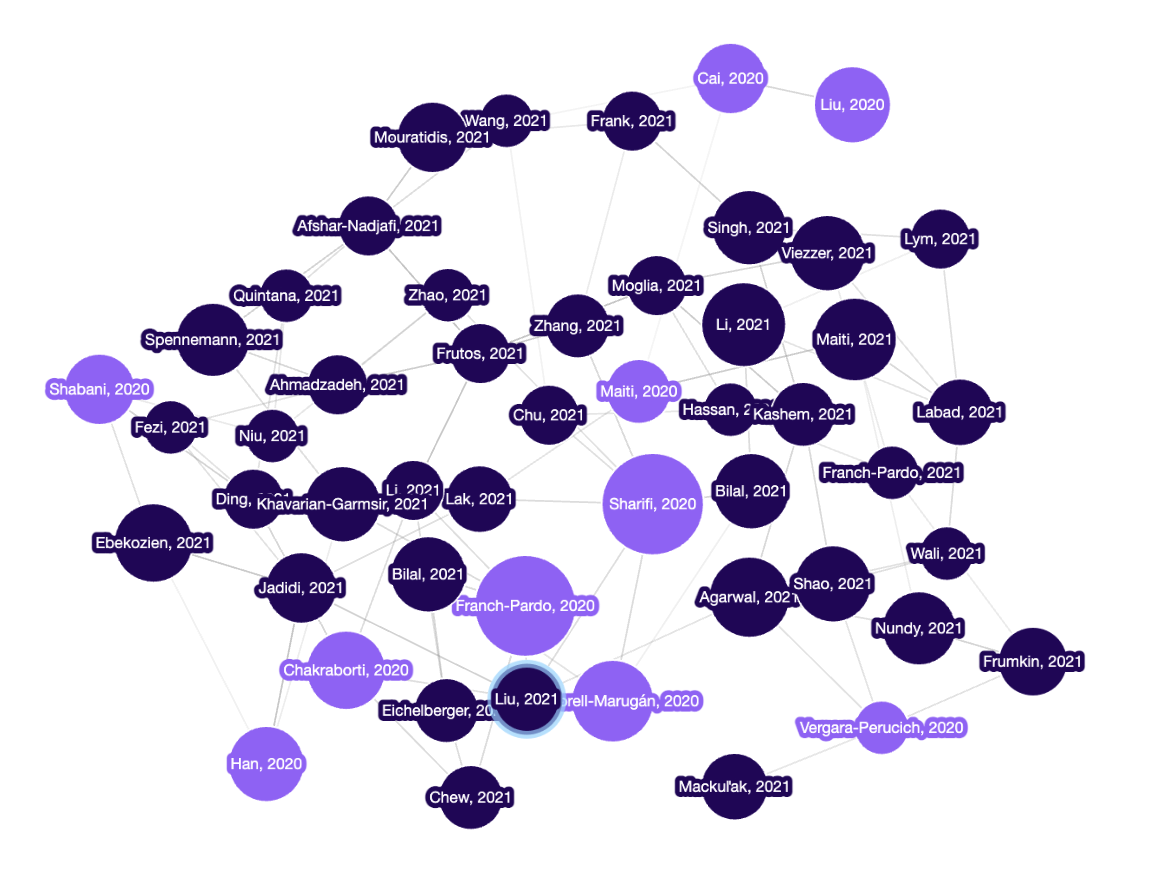 Cai, 2020
Liu, 2020
Wang, 2021
Frank, 2021
Mouratidis, 2021
Afshar-Nadjafi, 2021
Singh, 2021
Viezzer, 2021
Lym, 2021
Quintana, 2021
Zhao, 2021
Moglia, 2021
Zhang, 2021
Li, 2021
Spennemann, 2021
Maiti, 2021
Frutos, 2021
Shabani, 2020
Ahmadzadeh, 2021
Maiti, 2020
Chu, 2021
Hassan, 2
Kashem, 2021
Labad, 2021
Fezi, 2021
Niu, 2021
Franch-Pardo, 2021
Li, 2021
Ding, 2021
Khavarian-Garmsir, 2021
Lak, 2021
Sharifi, 2020
Bilal, 2021
Ebekozien, 2021
Wali, 2021
Bilal, 2021
Jadidi, 2021
Shao, 2021
Agarwal, 2021
Franch-Pardo, 2020
Nundy, 2021
Frumkin, 2021
Chakraborti, 2020
Liu, 2021
orell-Marugán, 2020
Eichelberger, 20
Vergara-Perucich, 2020
Han, 2020
Mackuľak, 2021
Chew, 2021